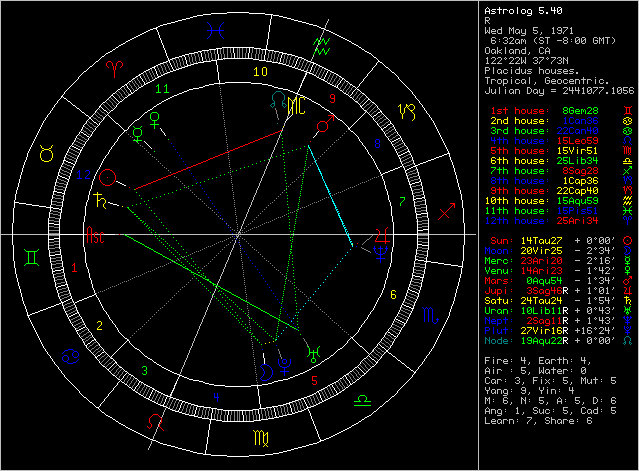 Astrolog 5.40
R
Wed May 5, 1971
6:32am (ST -8:00 GMT)
Oakland, CA
122°22W 37°73N
Placidus houses.
Tropical, Geocentric.
Julian Day = 2441077.1056
1st house: 8Gem28
2nd house: 1Can36
3rd house: 22Can40
4th house: 15Leo59
5th house: 15Vir51
6th house: 25Lib34
7th house: 8Sag28
8th house: 1Cap36
9th house: 22Cap40
10th house: 15Aqu59
11th house: 15Pis51
12th house: 25Ari34
Sun: 14Tau27 + 0°00'
Moon: 20Vir25 - 2°34'
Merc: 23Ari20 - 2°16'
Venu: 14Ari23 - 1°42'
Mars: 0Aqu54 - 1°34'
Jupi: 3Sag48R + 1°01'
Satu: 24Tau24 - 1°54'
Uran: 10Lib11R + 0°43'
Nept: 2Sag11R + 1°43'
Plut: 27Vir16R +16°24'
Node: 19Aqu22R + 0°00'
Fire: 4, Earth: 4,
Air : 5, Water: 0
Car: 3, Fix: 5, Mut: 5
Yang: 9, Yin: 4
M: 6, N: 5, A: 5, D: 6
Ang: 1, Suc: 5, Cad: 5
Learn: 7, Share: 6
10
9
11
12
7
Asc
MC
1
6
2
3
4
5